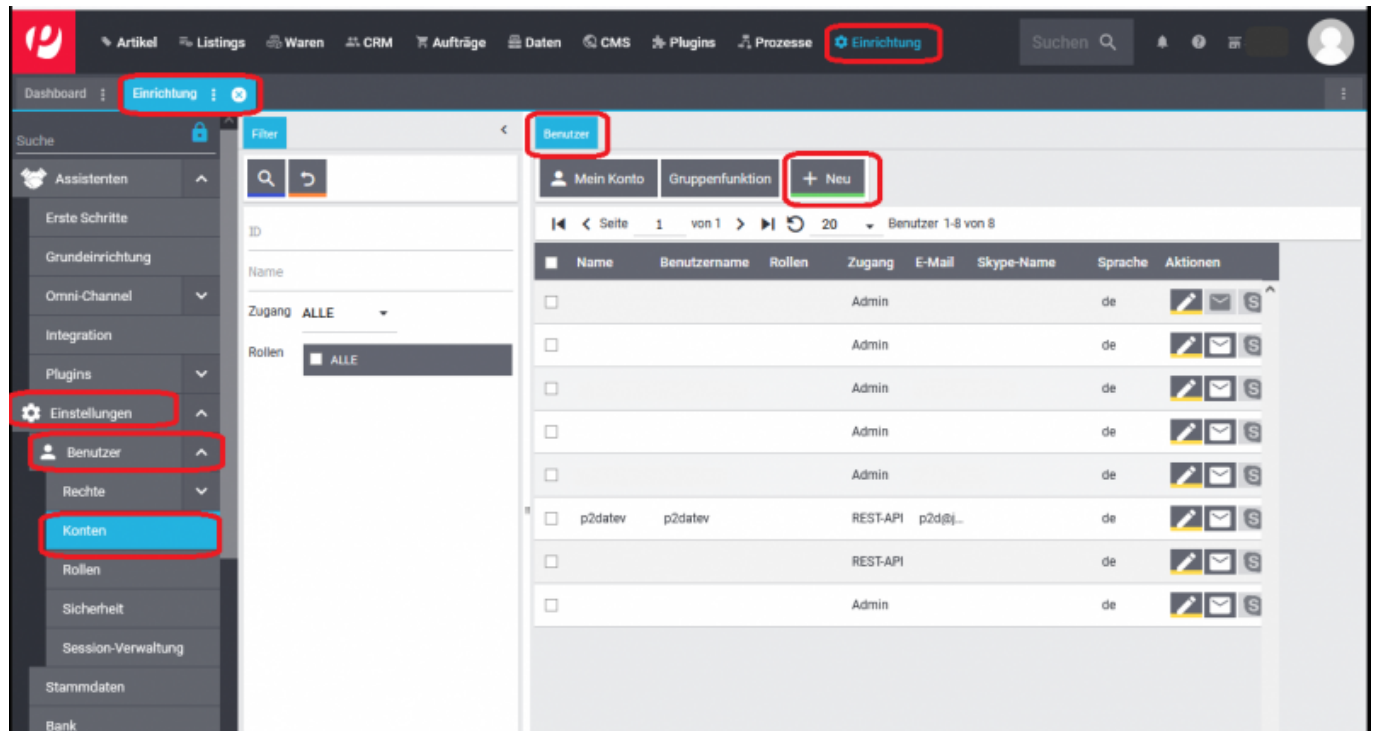 Artikel Listings Waren CRM Aufträge Daten CMS Plugins Prozesse Einrichtung Suchen
Dashboard Einrichtung
Suche
Assistenten
Erste Schritte
Grundeinrichtung
Omni-Channel
Integration
Plugins
Einstellungen
Benutzer
Rechte
Konten
Rollen
Sicherheit
Session-Verwaltung
Stammdaten
Bank
Filter
ID
Name
Zugang ALLE
Rollen ALLE
Benutzer
Mein Konto Gruppenfunktion + Neu
Seite 1 von 1 20 Benutzer 1-8 von 8
Name Benutzername Rollen Zugang E-Mail Skype-Name Sprache Aktionen
Admin de
Admin de
Admin de
Admin de
Admin de
p2datev p2datev REST-API p2d@j... de
REST-API de
Admin de